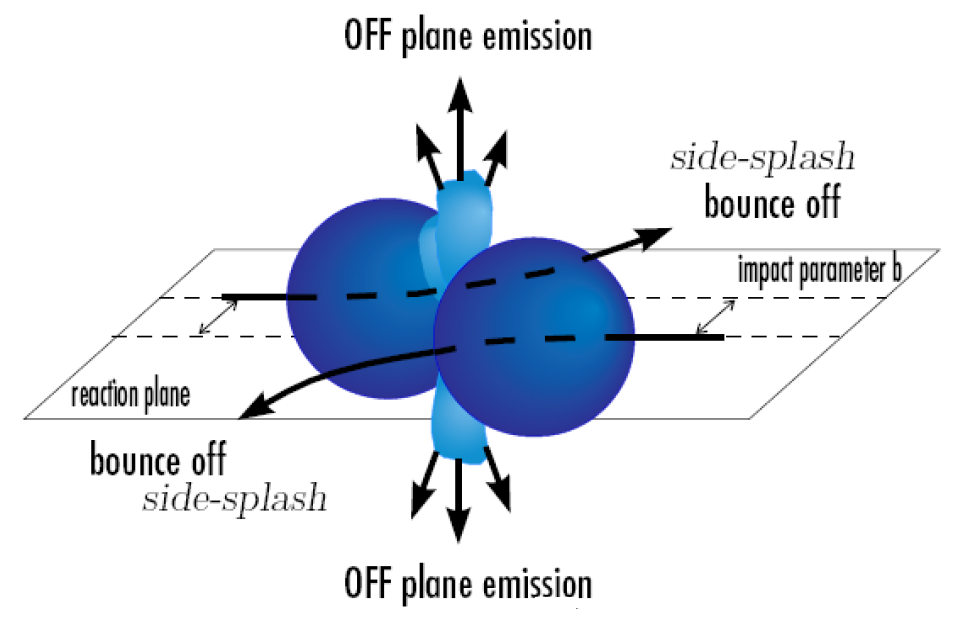 OFF plane emission
side-splash
bounce off
impact parameter b
reaction plane
bounce off
side-splash
OFF plane emission